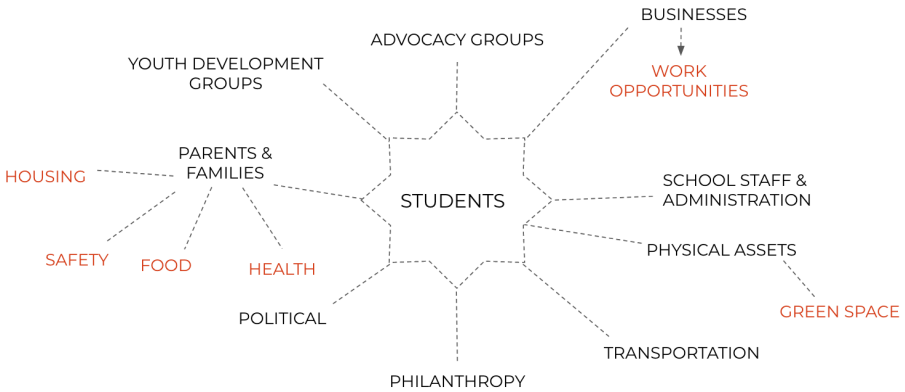 BUSINESSES
ADVOCACY GROUPS
YOUTH DEVELOPMENT
GROUPS
WORK
OPPORTUNITIES
PARENTS &
FAMILIES
HOUSING
STUDENTS
SCHOOL STAFF &
ADMINISTRATION
SAFETY
FOOD
HEALTH
PHYSICAL ASSETS
GREEN SPACE
POLITICAL
TRANSPORTATION
PHILANTHROPY